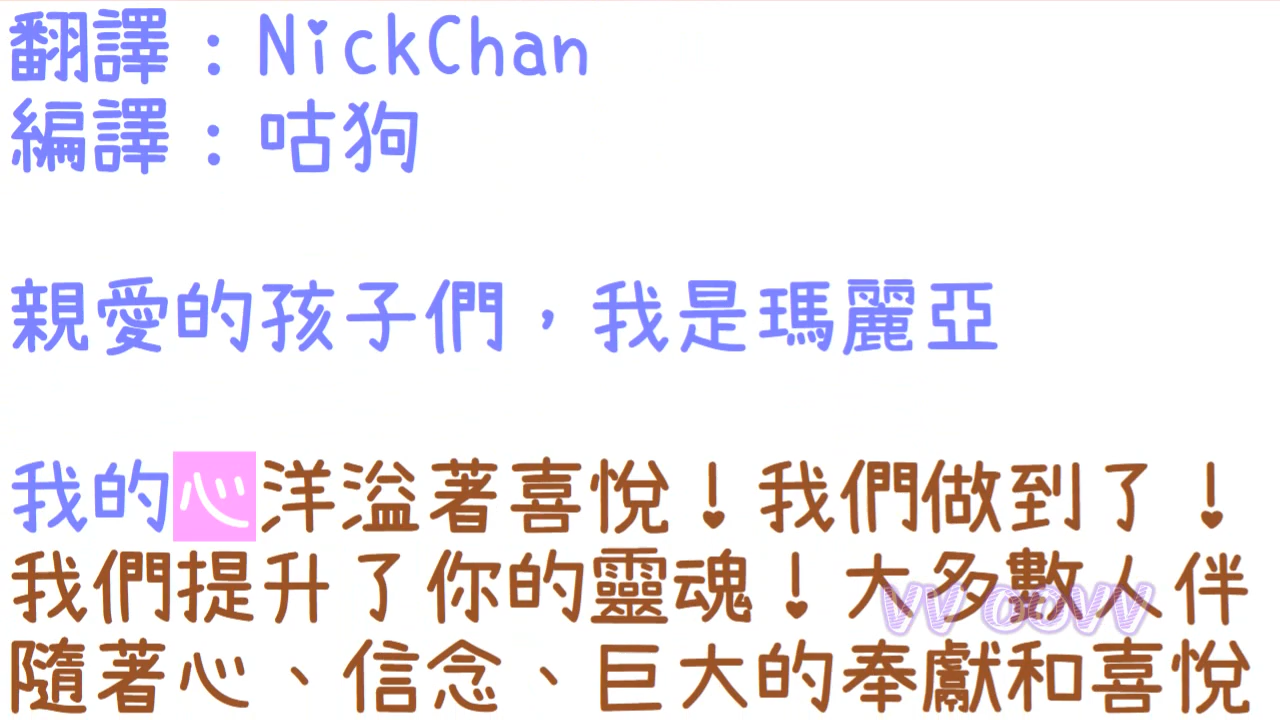 翻譯：NickChan
編譯：咕狗
親愛的孩子們，我是瑪麗亞
我的心洋溢著喜悅！我們做到了！
我們提升了你的靈魂！大多數人伴
隨著心、信念、巨大的奉獻和喜悅